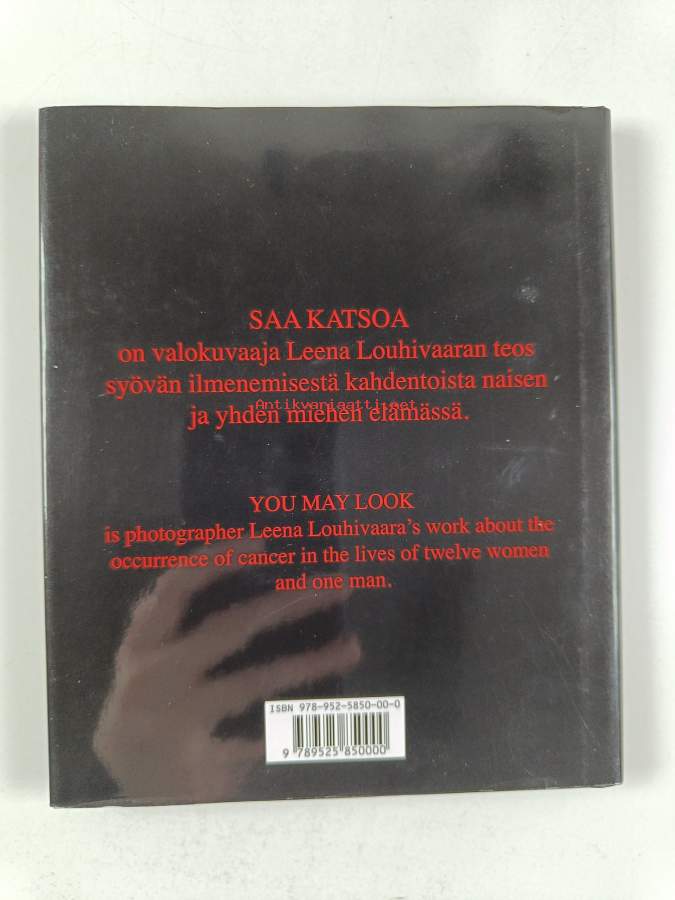 SAA KATSOA
on valokuvaaja Leena Louhivaaran teos
syövän ilmenemisestä kahdentoista naisen
Antikvariaatti.net
ja yhden miehen elämässä.
YOU MAY LOOK
is photographer Leena Louhivaara's work about the
occurrence of cancer in the lives of twelve women
and one man.
ISBN 978-952-5850-00-0
9 789525 850000